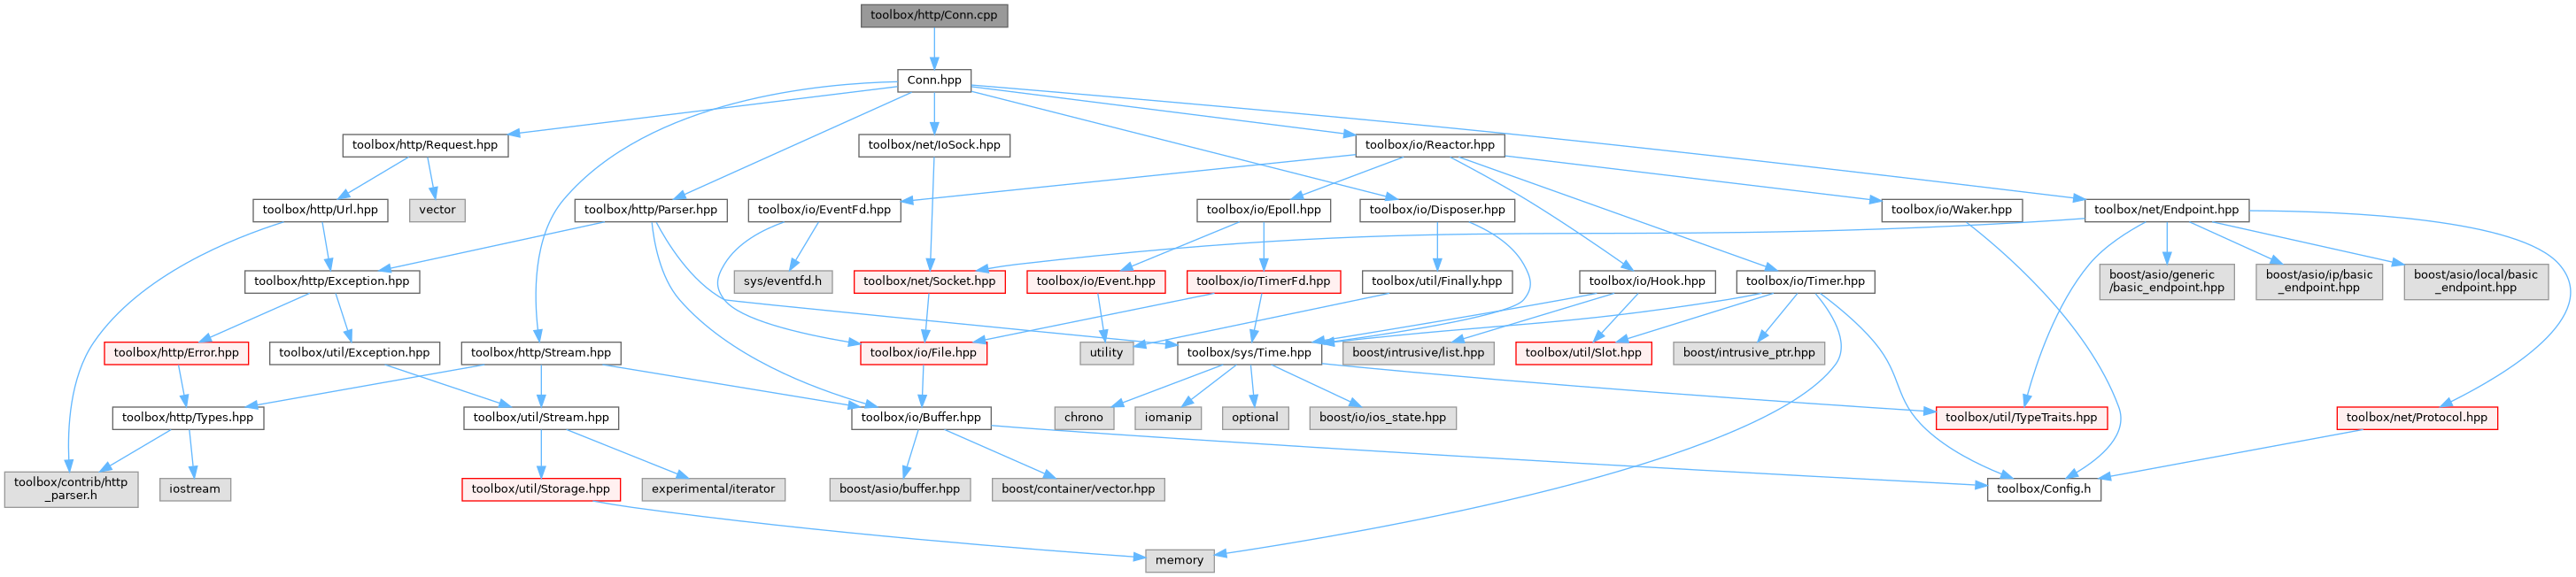 toolbox/http/Conn.cpp
Conn.hpp
toolbox/http/Request.hpp
toolbox/net/IoSock.hpp
toolbox/io/Reactor.hpp
toolbox/http/Url.hpp
vector
toolbox/http/Parser.hpp
toolbox/io/EventFd.hpp
toolbox/io/Epoll.hpp
toolbox/io/Disposer.hpp
toolbox/io/Waker.hpp
toolbox/net/Endpoint.hpp
toolbox/http/Exception.hpp
sys/eventfd.h
toolbox/net/Socket.hpp
toolbox/io/Event.hpp
toolbox/io/TimerFd.hpp
toolbox/util/Finally.hpp
toolbox/io/Hook.hpp
toolbox/io/Timer.hpp
boost/asio/generic
/basic_endpoint.hpp
boost/asio/ip/basic
_endpoint.hpp
boost/asio/local/basic
_endpoint.hpp
toolbox/http/Error.hpp
toolbox/util/Exception.hpp
toolbox/http/Stream.hpp
toolbox/io/File.hpp
utility
toolbox/sys/Time.hpp
boost/intrusive/list.hpp
toolbox/util/Slot.hpp
boost/intrusive_ptr.hpp
toolbox/http/Types.hpp
toolbox/util/Stream.hpp
toolbox/io/Buffer.hpp
chrono
iomanip
optional
boost/io/ios_state.hpp
toolbox/util/TypeTraits.hpp
toolbox/net/Protocol.hpp
toolbox/contrib/http
_parser.h
iostream
toolbox/util/Storage.hpp
experimental/iterator
boost/asio/buffer.hpp
boost/container/vector.hpp
toolbox/Config.h
memory